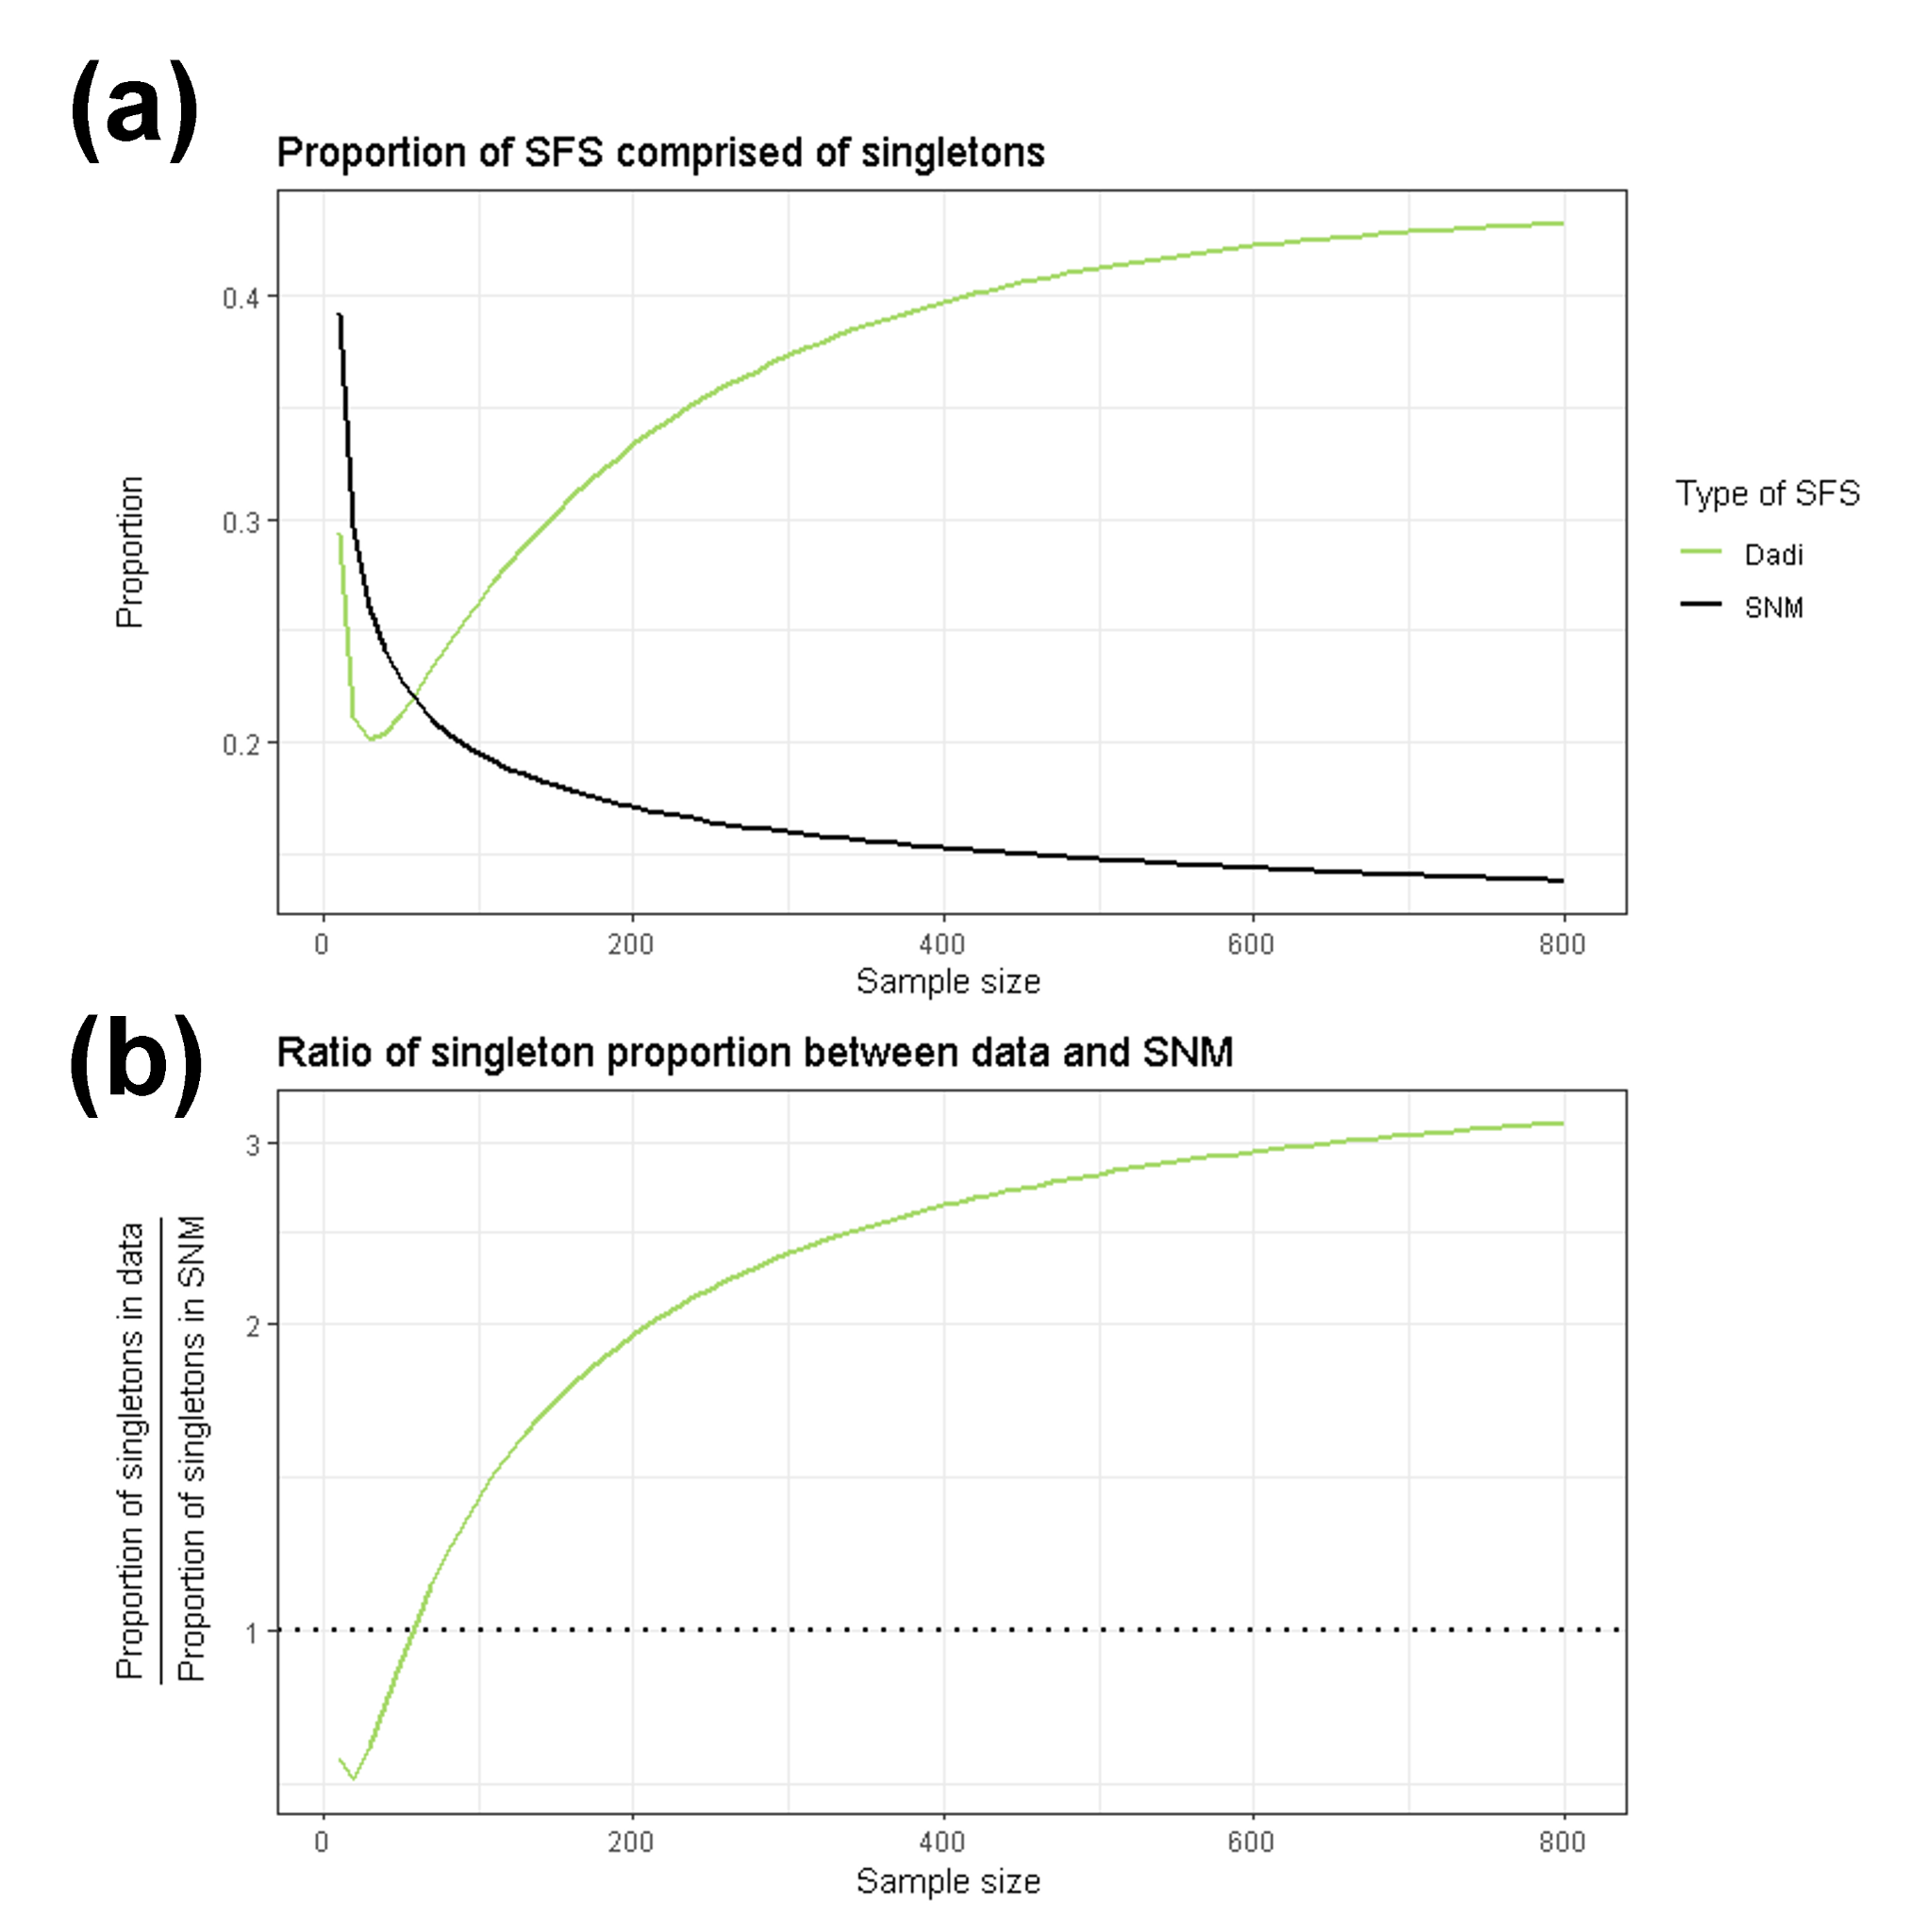 (a)
Proportion of SFS comprised of singletons
0.4
0.3
0.2
Proportion
0 200 400 600 800
Sample size
Type of SFS
Dadi
SNM
(b)
Ratio of singleton proportion between data and SNM
3
2
1
Proportion of singletons in data
Proportion of singletons in SNM
0 200 400 600 800
Sample size